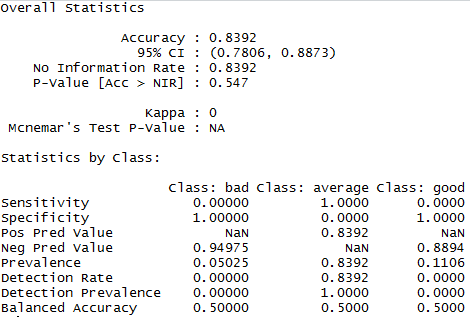 Overall Statistics
Accuracy : 0.8392
95% CI : (0.7806, 0.8873)
No Information Rate : 0.8392
P-Value [Acc > NIR] : 0.547
Kappa : 0
Mcnemar's Test P-Value : NA
Statistics by Class:
Class: bad Class: average Class: good
Sensitivity 0.00000 1.0000 0.0000
Specificity 1.00000 0.0000 1.0000
Pos Pred Value NaN 0.8392 NaN
Neg Pred Value 0.94975 NaN 0.8894
Prevalence 0.05025 0.8392 0.1106
Detection Rate 0.00000 0.8392 0.0000
Detection Prevalence 0.00000 1.0000 0.0000
Balanced Accuracy 0.50000 0.5000 0.5000